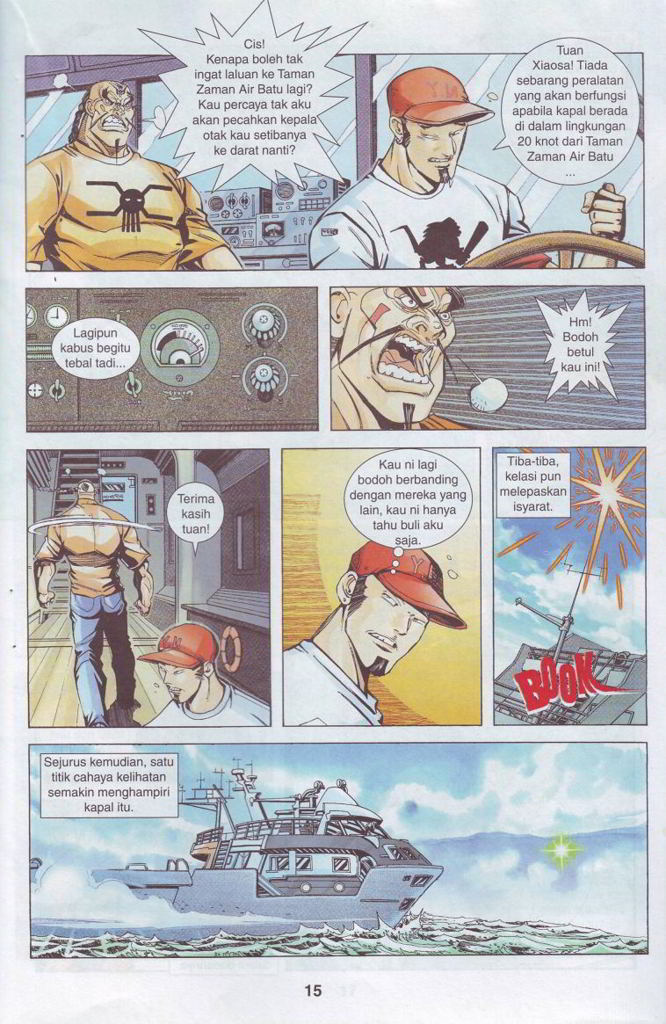 Cis!
Kenapa boleh tak
ingat laluan ke Taman
Zaman Air Batu lagi?
Kau percaya tak aku
akan pecahkan kepala
otak kau setibanya
ke darat nanti?
Tuan
Xiaosa! Tiada
sebarang peralatan
yang akan berfungsi
apabila kapal berada
di dalam lingkungan
20 knot dari Taman
Zaman Air Batu
...
Lagipun
kabus begitu
tebal tadi...
Hm!
Bodoh
betul
kau ini!
Terima
kasih
tuan!
Kau ni lagi
bodoh berbanding
dengan mereka yang
lain, kau ni hanya
tahu buli aku
saja.
Tiba-tiba,
kelasi pun
melepaskan
isyarat.
BOOM
Sejurus kemudian, satu
titik cahaya kelihatan
semakin menghampiri
kapal itu.
15